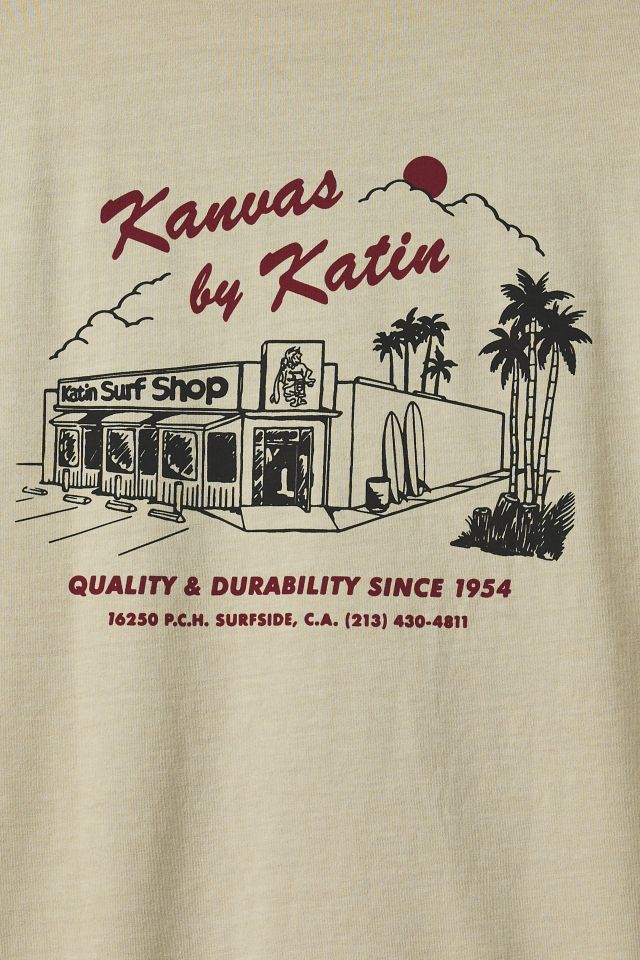 Kanvas
by Katin
Katin Surf Shop
QUALITY & DURABILITY SINCE 1954
16250 P.C.H. SURFSIDE, C.A. (213) 430-4811